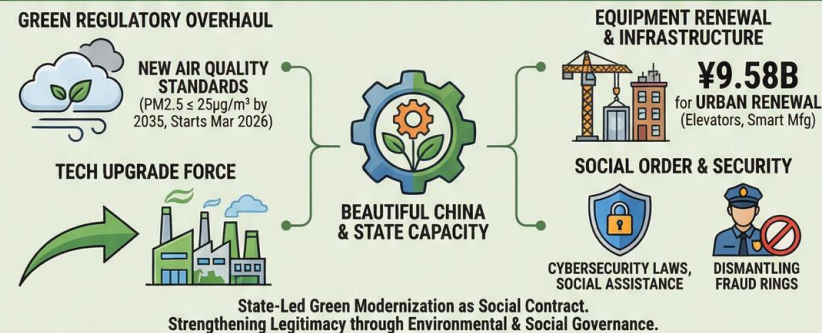 GREEN REGULATORY OVERHAUL
NEW AIR QUALITY
STANDARDS
(PM2.5 ≤ 25µg/m³ by
2035, Starts Mar 2026)
TECH UPGRADE FORCE
BEAUTIFUL CHINA
& STATE CAPACITY
EQUIPMENT RENEWAL
& INFRASTRUCTURE
¥9.58B
for URBAN RENEWAL
(Elevators, Smart Mfg)
SOCIAL ORDER & SECURITY
CYBERSECURITY LAWS,
SOCIAL ASSISTANCE
DISMANTLING
FRAUD RINGS
State-Led Green Modernization as Social Contract.
Strengthening Legitimacy through Environmental & Social Governance.